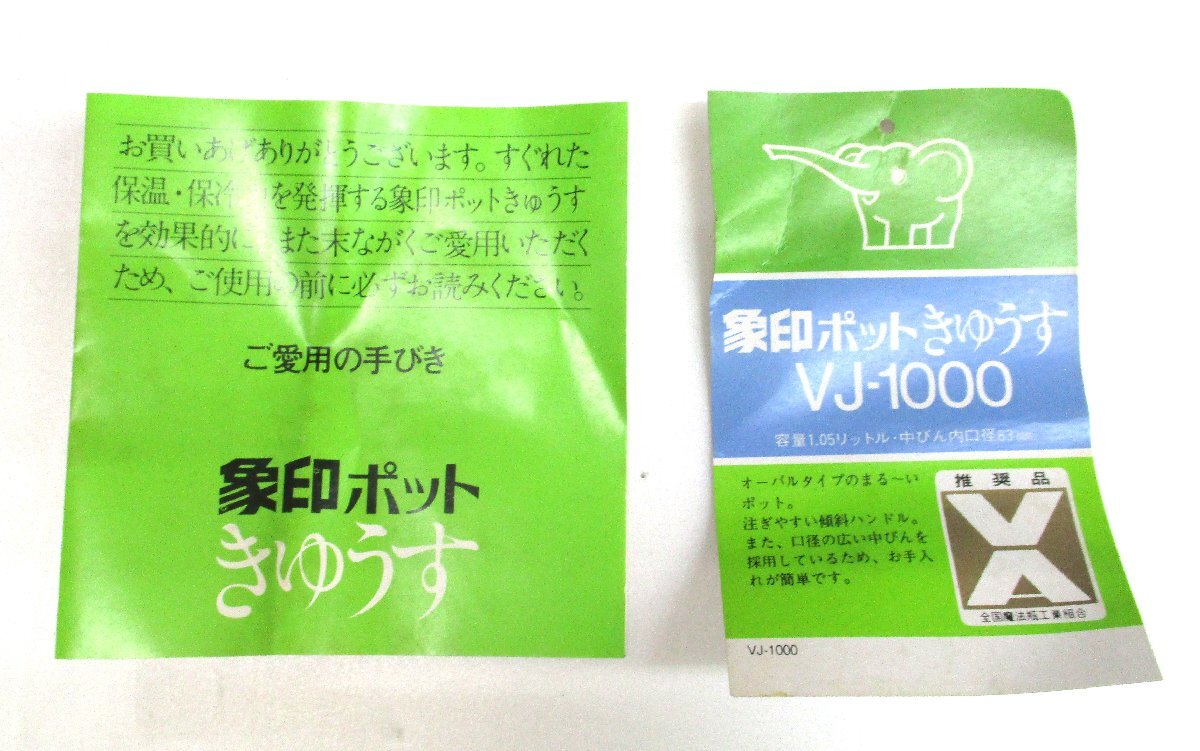 お買いあげありがとうございます。すぐれた
保温・保冷 を発揮する象印ポットきゅうす
を効果的に、また末ながくご愛用いただく
ため、ご使用の前に必ずお読みください。
ご愛用の手びき
象印ポット
きゆうす
象印ポットきゆうす
VJ-1000
容量1.05リットル・中びん内口径83mm
オーバルタイプのまる〜い
ポット。
注ぎやすい傾斜ハンドル。
また、口径の広い中びんを
採用しているため、お手入
れが簡単です。
推奨品
VA
全国魔法瓶工業組合
VJ-1000